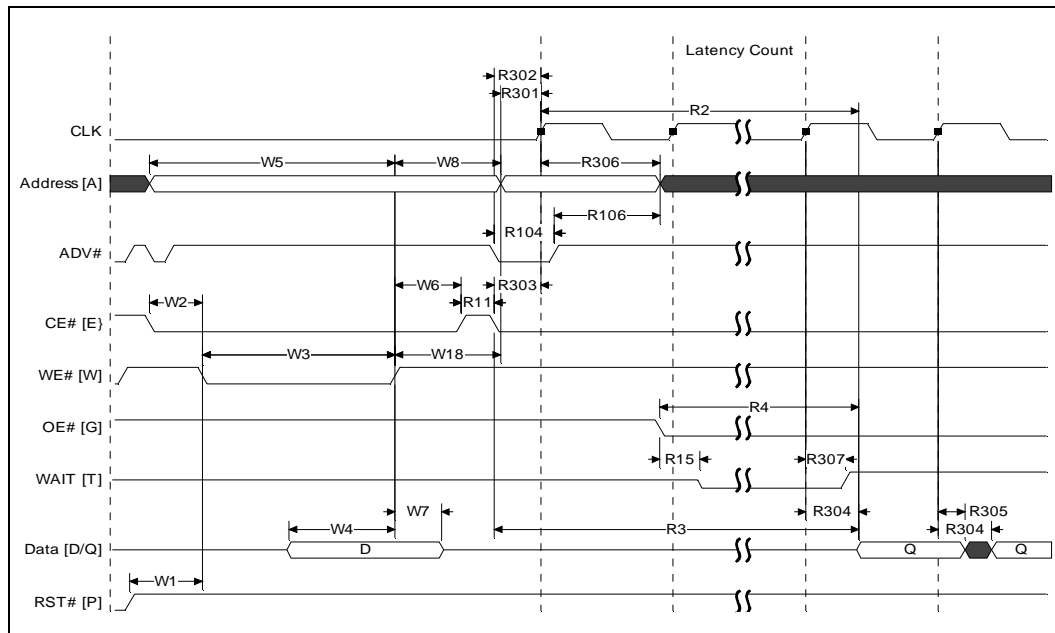 Latency Count
R302
R301
R2
CLK
W5
W8
R306
Address [A]
R106
R104
ADV#
W6
R303
W2
R11
CE# [E}
W3
W18
WE# [W]
R4
OE# [G]
R15
R307
WAIT [T]
W7
R304
R305
W4
R3
R304
Data [D/Q]
D
Q
Q
W1
RST# [P]